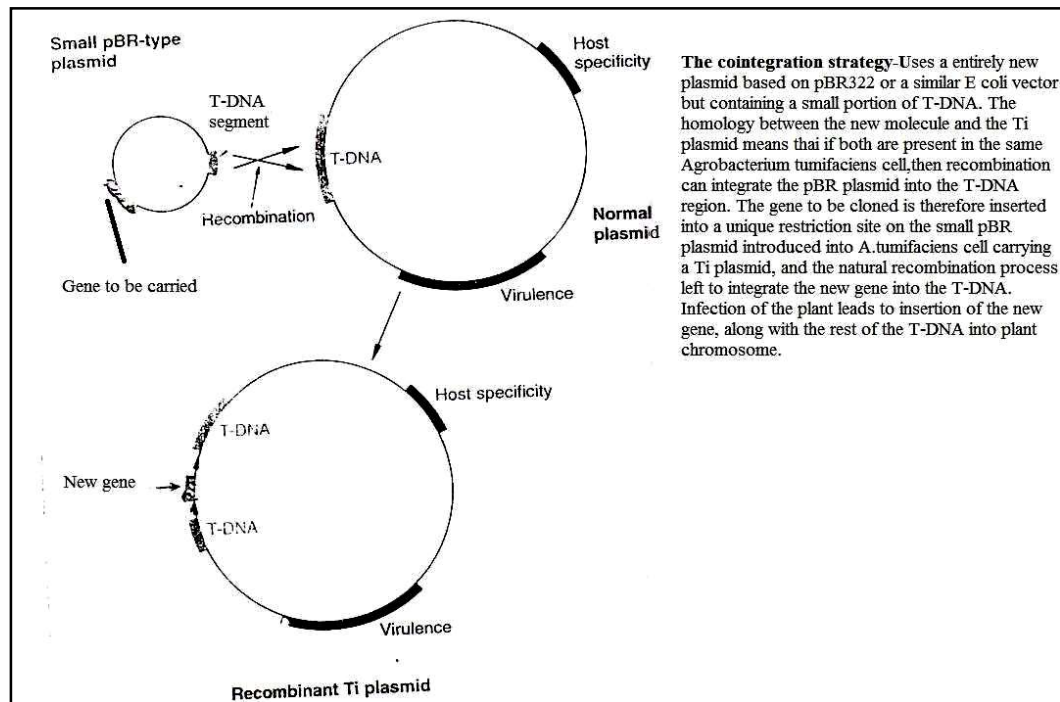 Small pBR-type
plasmid
T-DNA
segment
T-DNA
Recombination
Gene to be carried
Host
specificity
Normal
plasmid
Virulence
The cointegration strategy-Uses a entirely new
plasmid based on pBR322 or a similar E coli vector
but containing a small portion of T-DNA. The
homology between the new molecule and the Ti
plasmid means thai if both are present in the same
Agrobacterium tumifaciens cell,then recombination
can integrate the pBR plasmid into the T-DNA
region. The gene to be cloned is therefore inserted
into a unique restriction site on the small pBR
plasmid introduced into A.tumifaciens cell carrying
a Ti plasmid, and the natural recombination process
left to integrate the new gene into the T-DNA.
Infection of the plant leads to insertion of the new
gene, along with the rest of the T-DNA into plant
chromosome.
Host specificity
T-DNA
New gene
T-DNA
Virulence
Recombinant Ti plasmid